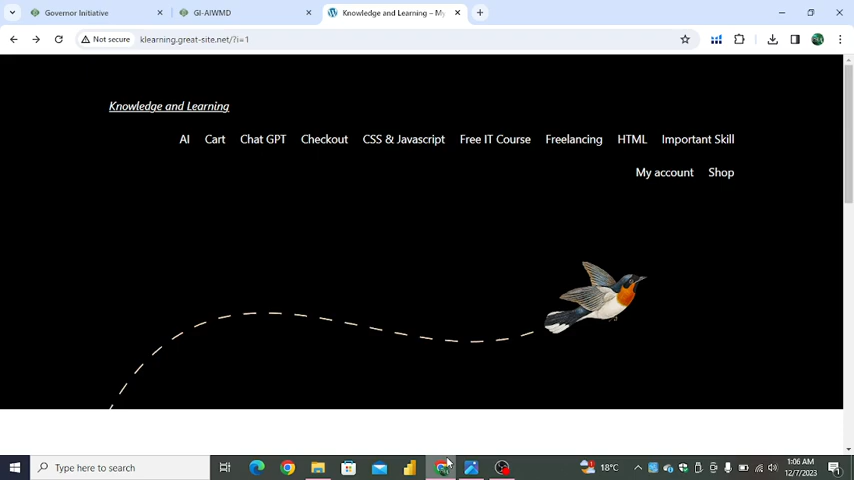 Governor Initiative
GI-AIWMD
Knowledge and Learning – My
Not secure
klearning.great-site.net/?i=1
Knowledge and Learning
AI Cart Chat GPT Checkout CSS & Javascript Free IT Course Freelancing HTML Important Skill
My account Shop
Type here to search
18°C
1:06 AM
12/7/2023
1